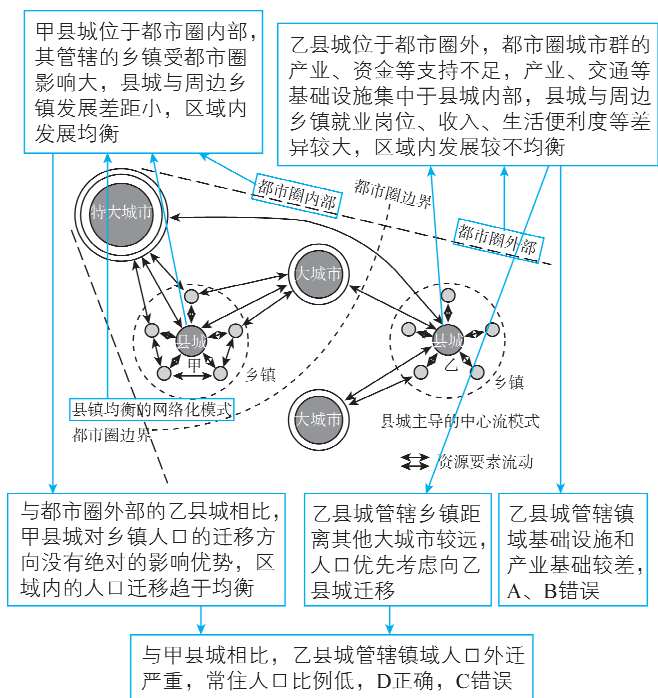 甲县城位于都市圈内部，
其管辖的乡镇受都市圈
影响大，县城与周边乡
镇发展差距小，区域内
发展均衡
乙县城位于都市圈外，都市圈城市群的
产业、资金等支持不足，产业、交通等
基础设施集中于县城内部，县城与周边
乡镇就业岗位、收入、生活便利度等差
异较大，区域内发展较不均衡
都市圈内部
都市圈边界
都市圈外部
特大城市
大城市
县城
甲
乡镇
县城
乙
乡镇
县镇均衡的网络化模式
都市圈边界
大城市
县城主导的中心流模式
资源要素流动
与都市圈外部的乙县城相比，
甲县城对乡镇人口的迁移方
向没有绝对的影响优势，区
域内的人口迁移趋于均衡
乙县城管辖乡镇距
离其他大城市较远，
人口优先考虑向乙
县城迁移
乙县城管辖镇
域基础设施和
产业基础较差，
A、B错误
与甲县城相比，乙县城管辖镇域人口外迁
严重，常住人口比例低，D正确，C错误